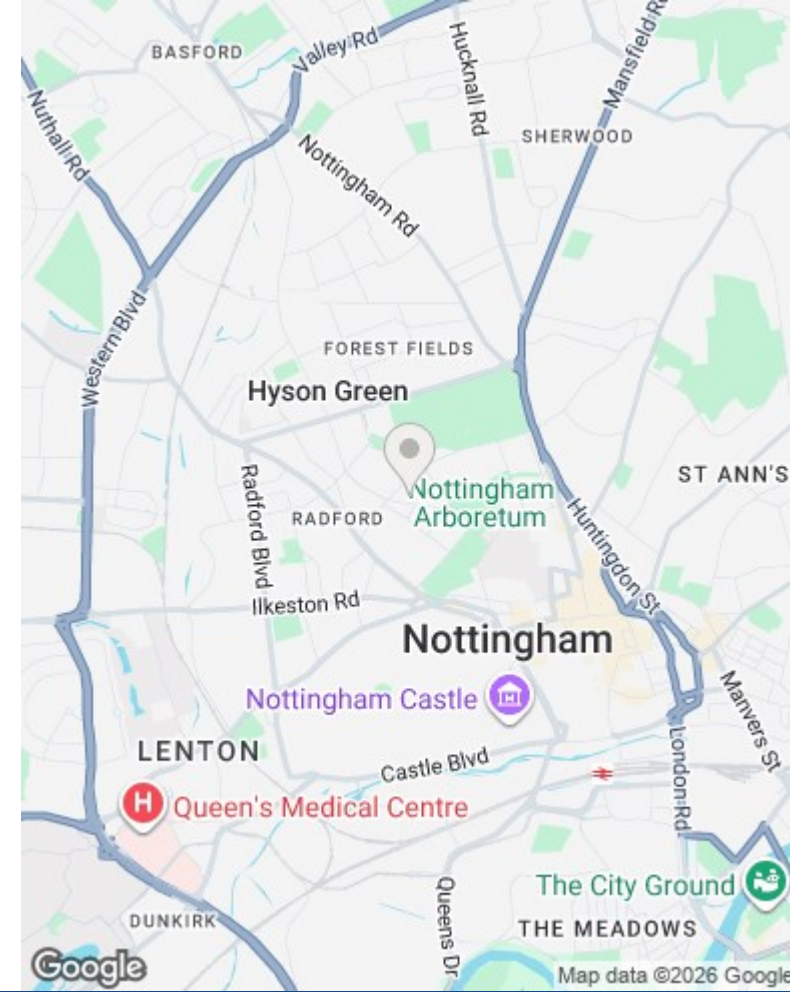 BASFORD
Valley Rd
Hucknall Rd
Mansfield R
Nuthall Rd
Nottingham Rd
SHERWOOD
Western Blvd
FOREST FIELDS
Hyson Green
ST ANN'S
Nottingham
Arboretum
Radford Blvd
RADFORD
Huntingdon St
Ilkeston Rd
Nottingham
Nottingham Castle
Manvers St
LENTON
Castle Blvd
London Rd
H
Queen's Medical Centre
The City Ground
Queens Dr
DUNKIRK
THE MEADOWS
Google
Map data ©2026 Google